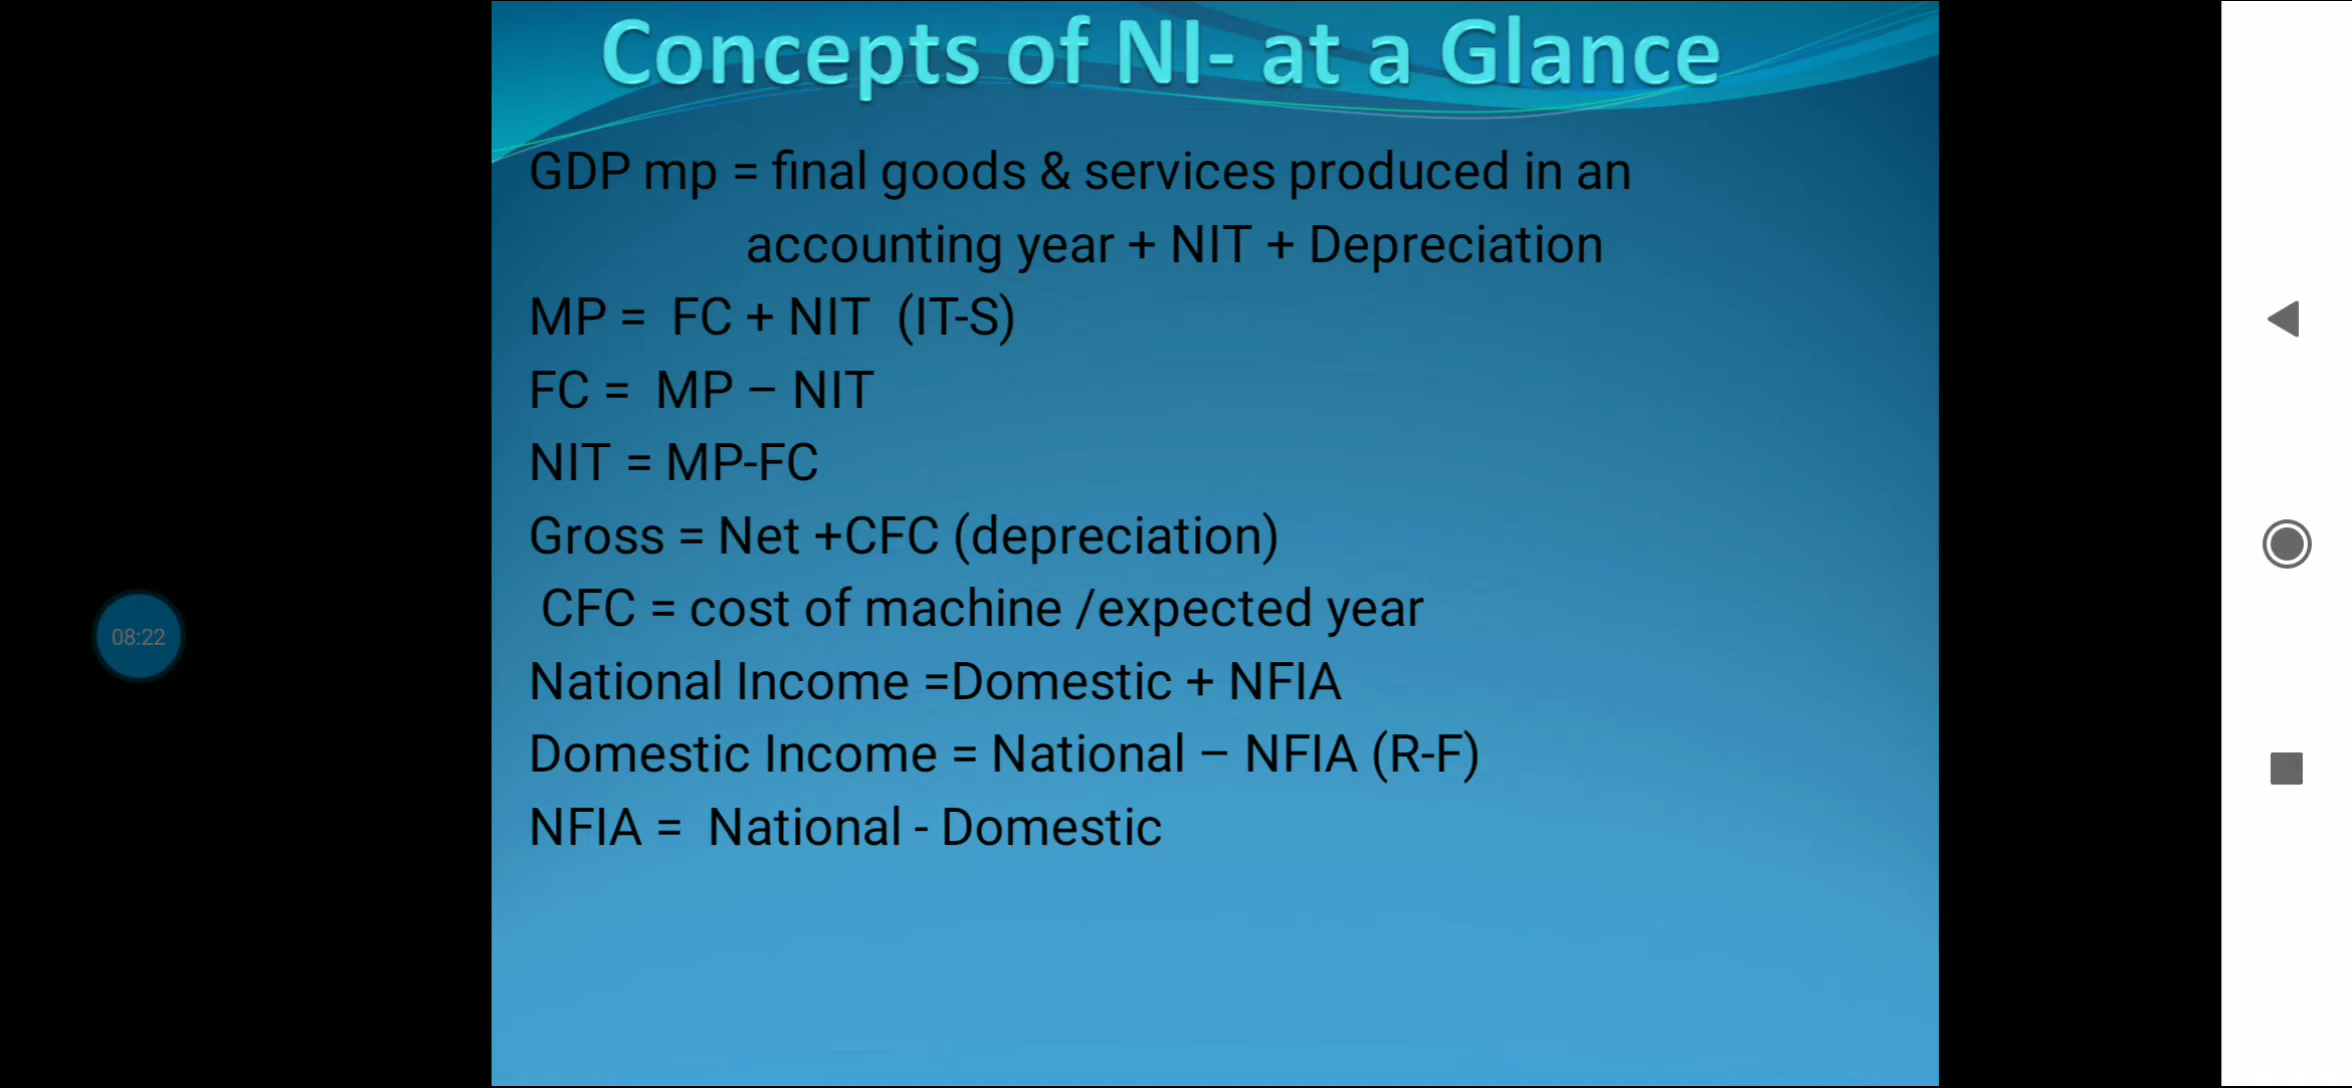 Concepts of NI- at a Glance
GDP mp = final goods & services produced in an
accounting year + NIT + Depreciation
MP = FC + NIT (IT-S)
FC = MP – NIT
NIT = MP-FC
Gross = Net +CFC (depreciation)
CFC = cost of machine /expected year
08:22
National Income =Domestic + NFIA
Domestic Income = National – NFIA (R-F)
NFIA = National - Domestic